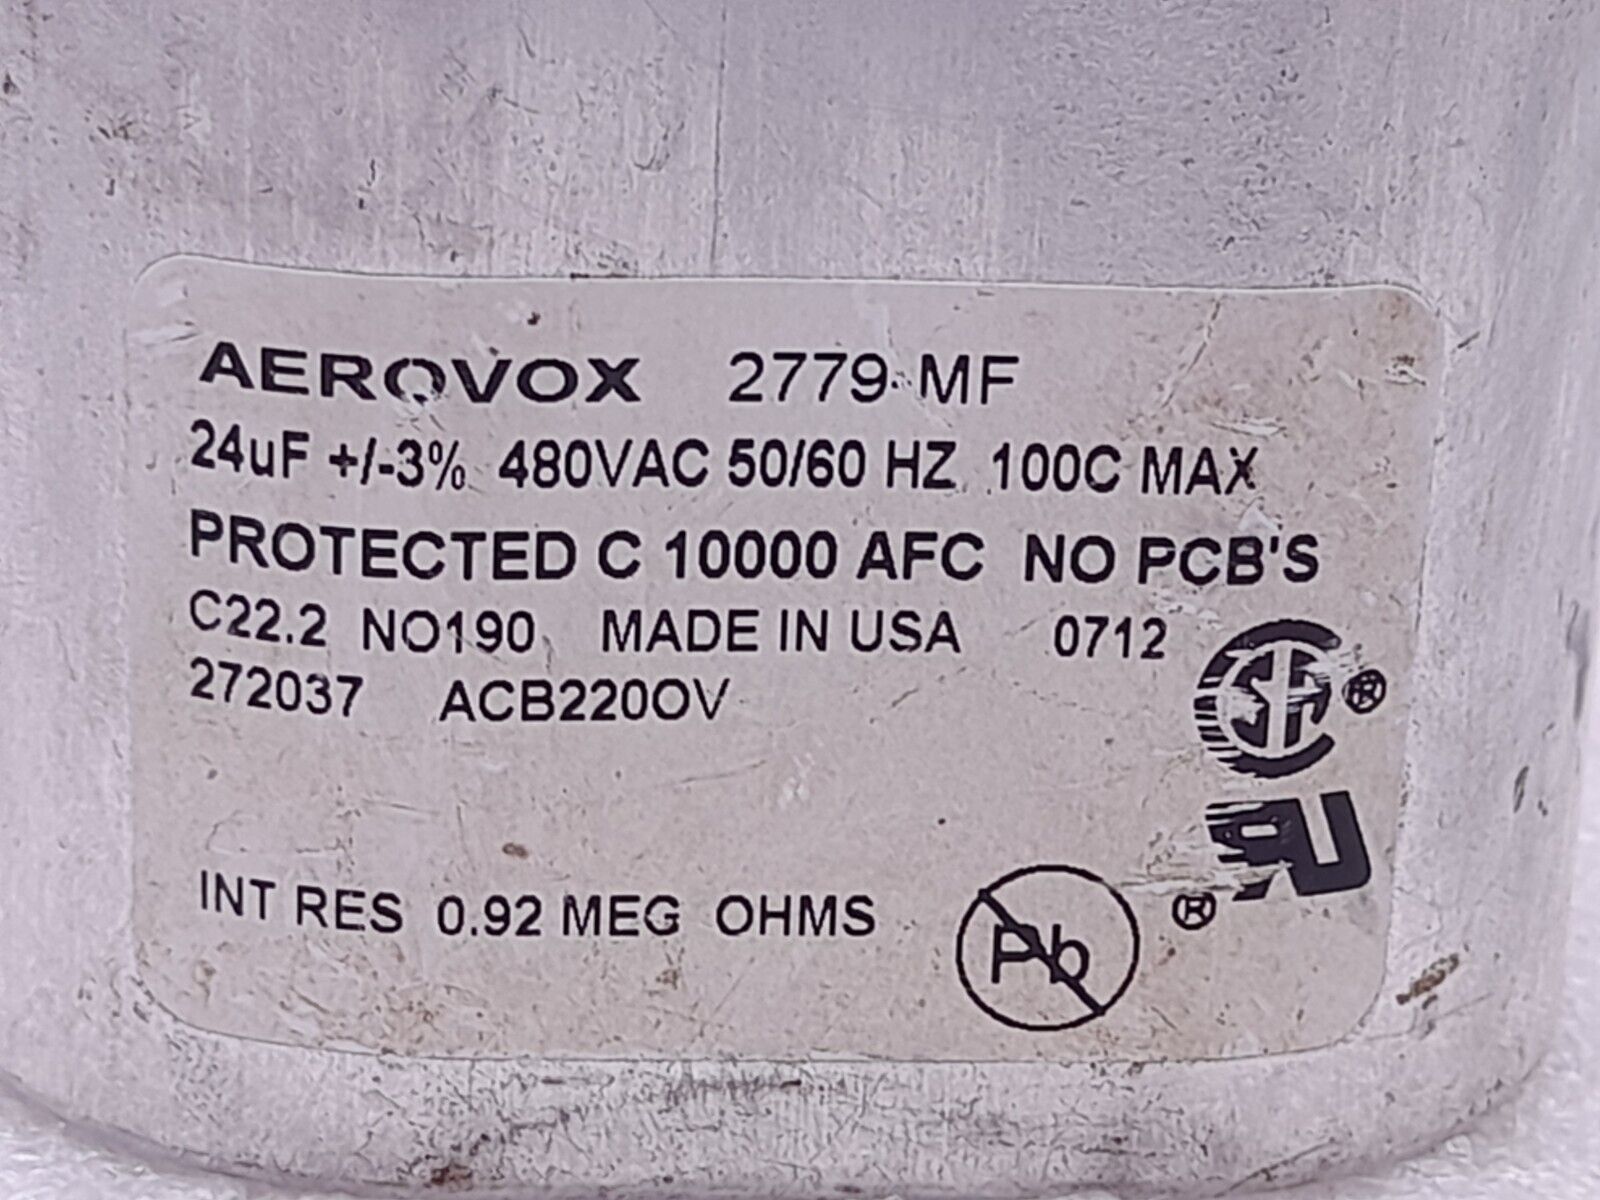 AEROVOX 2779-MF
24uF +/-3% 480VAC 50/60 HZ 100C MAX
PROTECTED C 10000 AFC NO PCB'S
C22.2 NO190 MADE IN USA 0712
272037 ACB2200V
INT RES 0.92 MEG OHMS
Pb